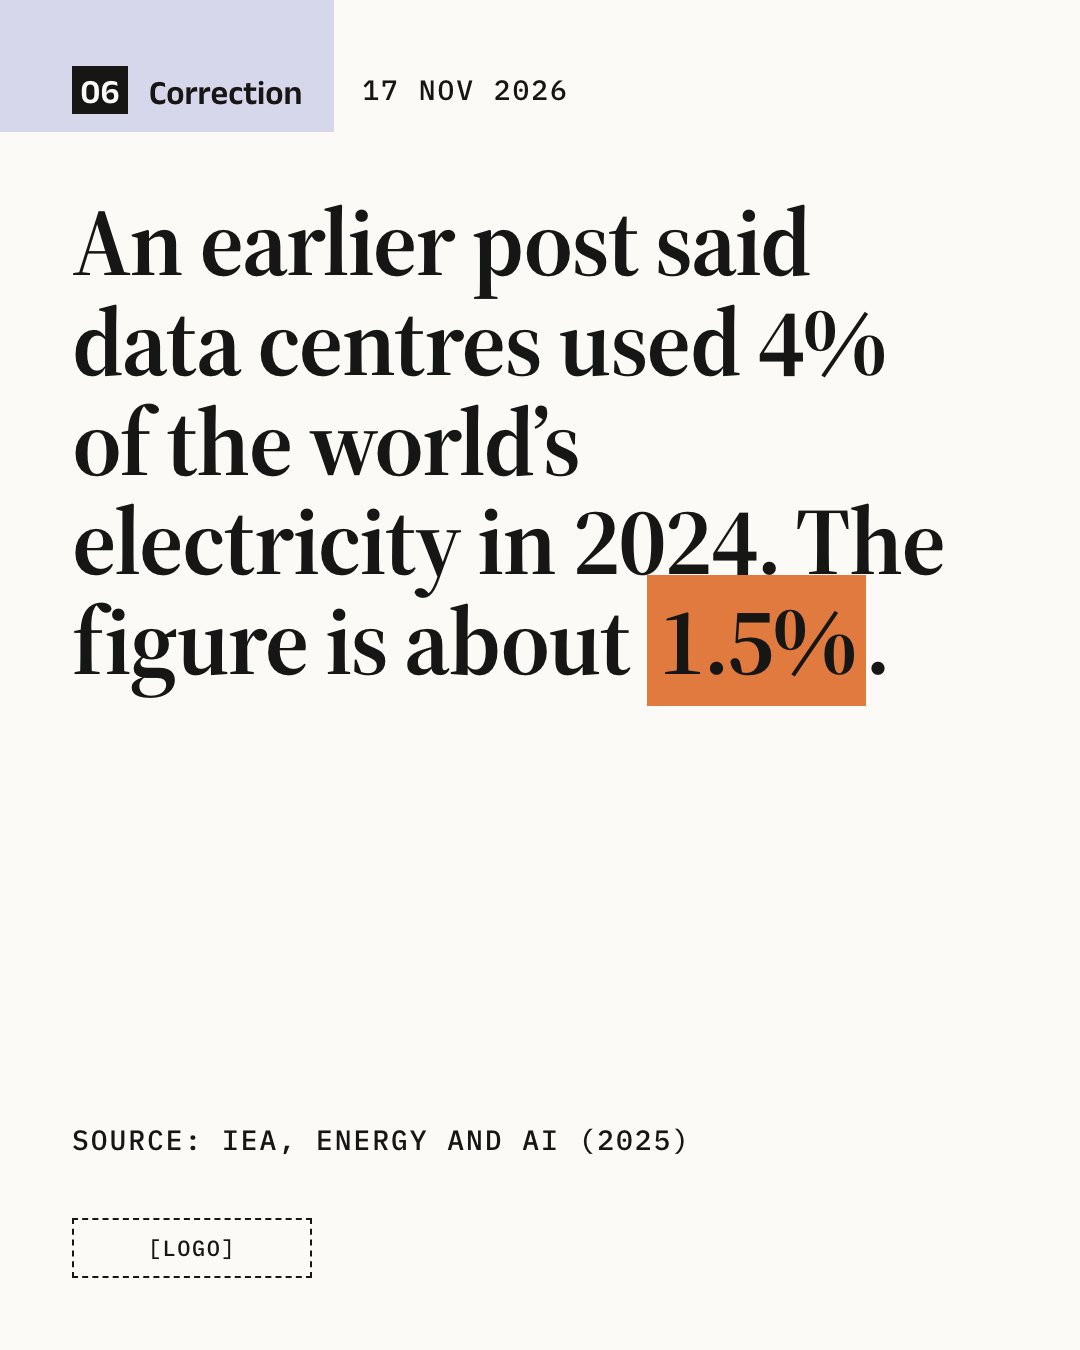 06 Correction 17 NOV 2026
An earlier post said
data centres used 4%
of the world’s
electricity in 2024. The
figure is about 1.5%.
SOURCE: IEA, ENERGY AND AI (2025)
[LOGO]